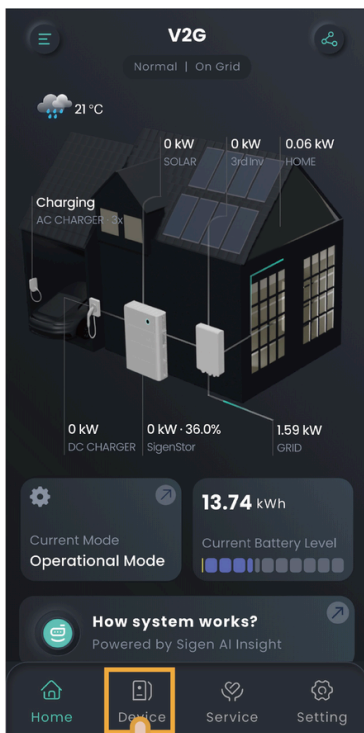 V2G
Normal | On Grid
21 °C
0 kW
SOLAR
0 kW
3rd Inv
0.06 kW
HOME
Charging
AC CHARGER·3x
0 kW
DC CHARGER
0 kW · 36.0%
SigenStor
1.59 kW
GRID
Current Mode
Operational Mode
13.74 kWh
Current Battery Level
How system works?
Powered by Sigen AI Insight
Home
Device
Service
Setting